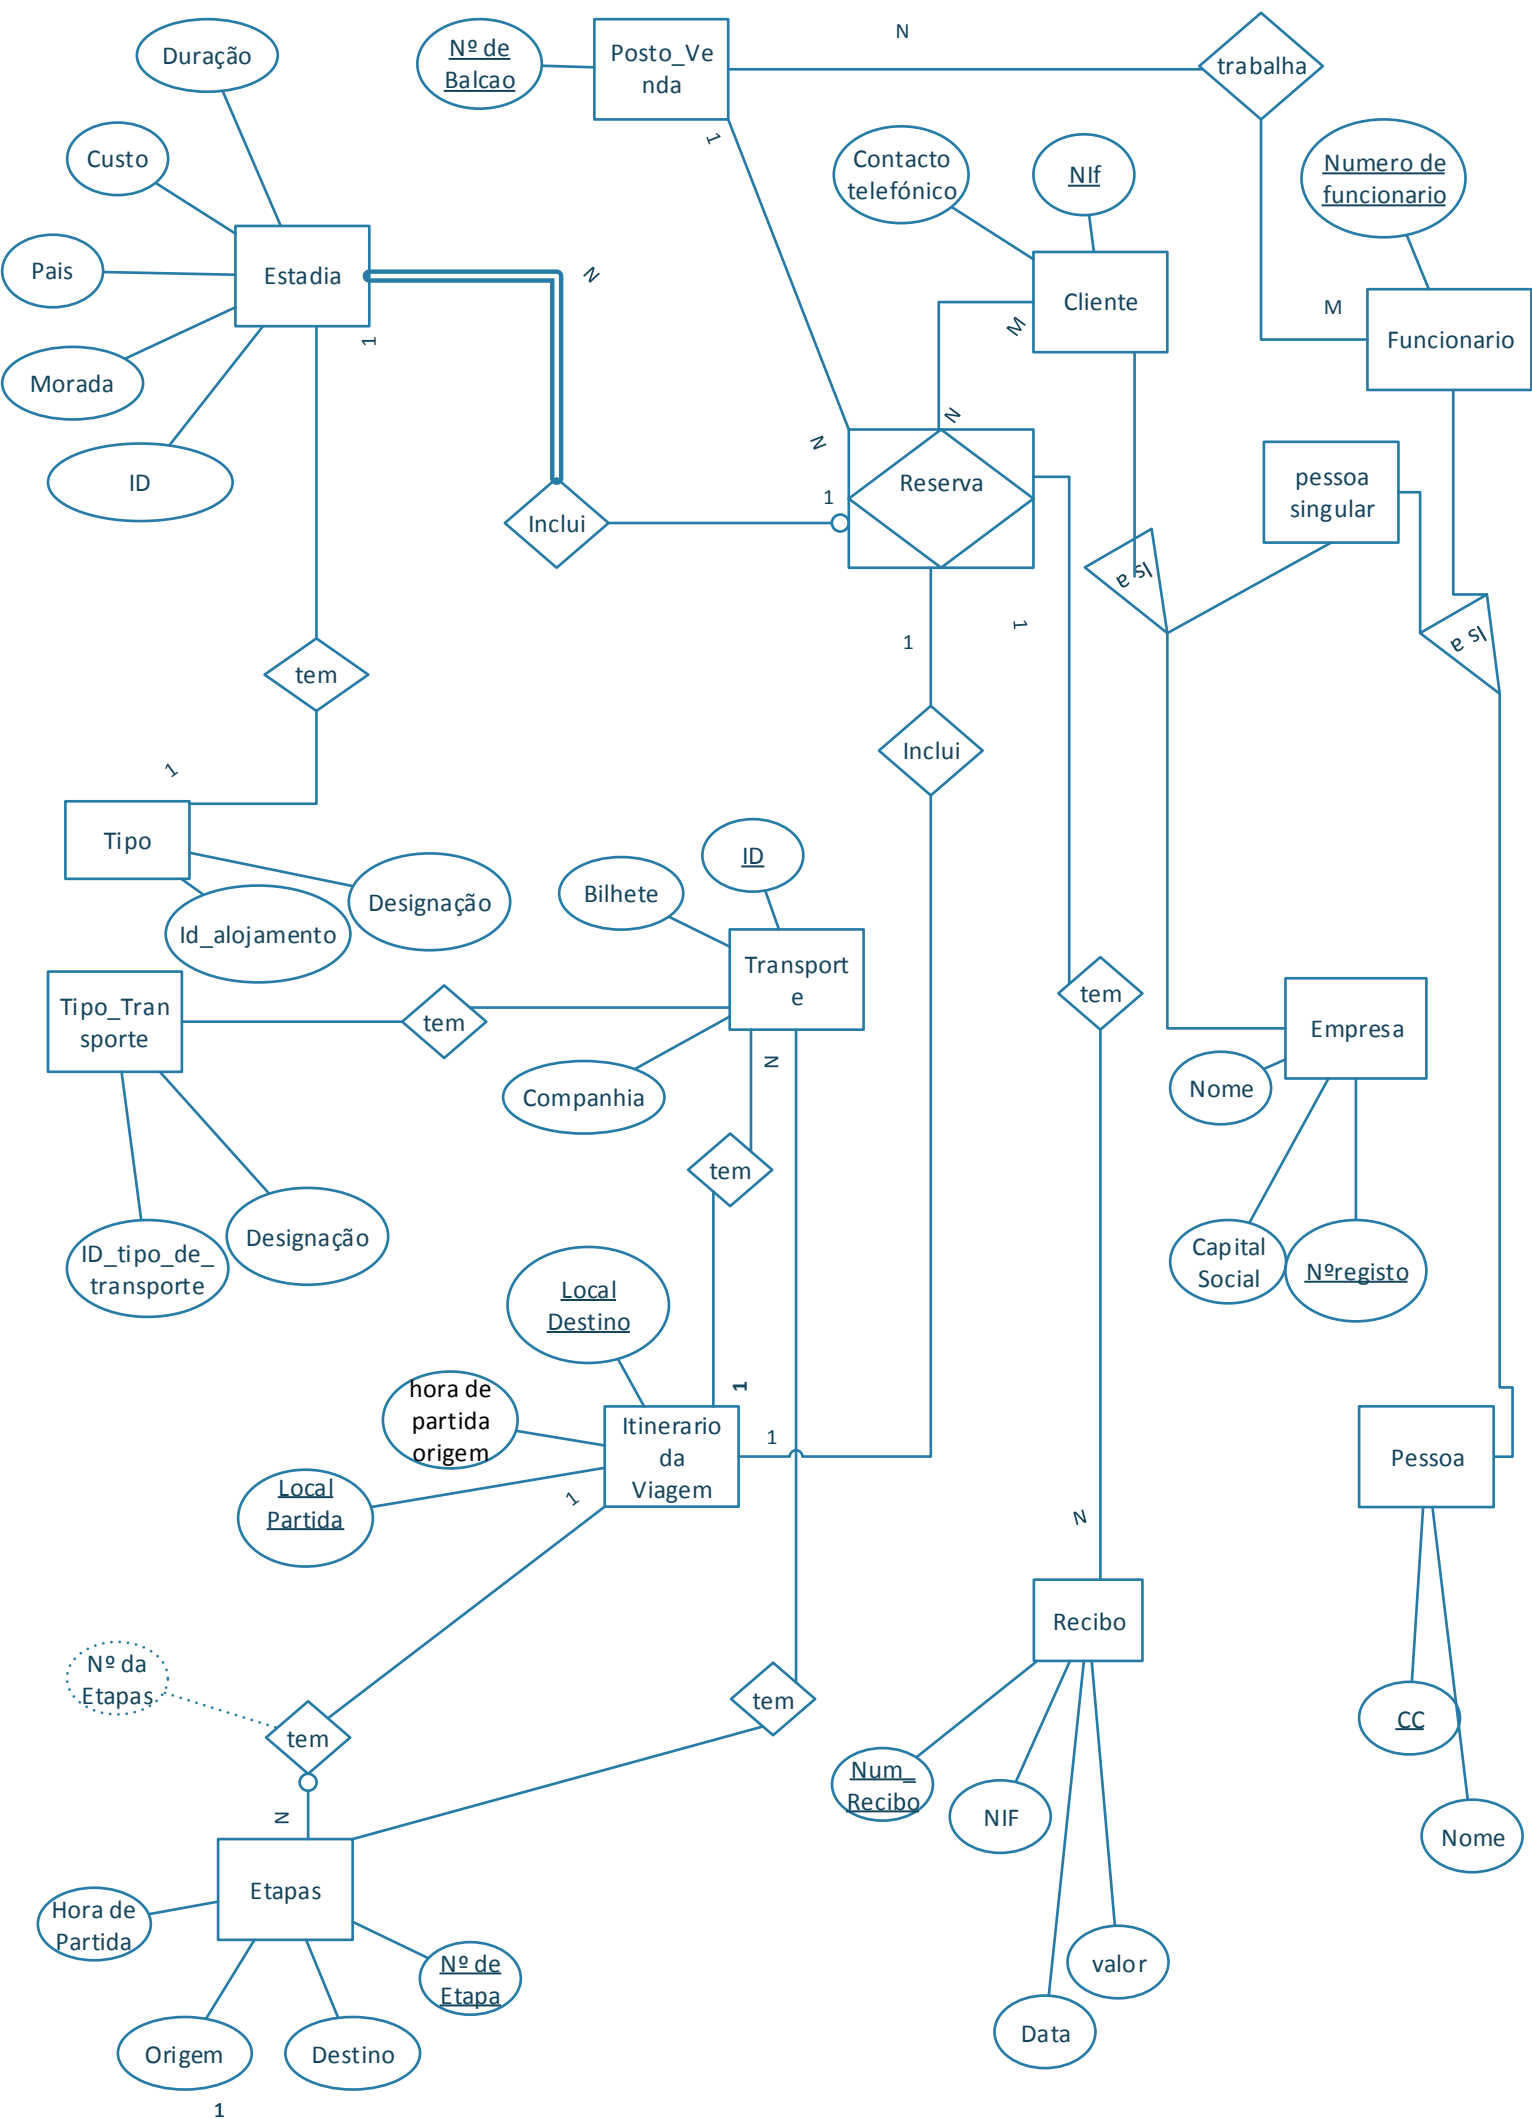 Duração
Nº de
Balcao
Posto_Ve
nda
N
trabalha
Custo
1
Contacto
telefónico
NIf
Numero de
funcionario
Pais
Estadia
N
Cliente
M
M
Funcionario
1
Morada
ID
N
N
1
Reserva
Inclui
pessoa
singular
Is a
Is a
1
1
tem
Inclui
1
Tipo
Designação
Id_alojamento
ID
Bilhete
Transport
e
Tipo_Tran
sporte
tem
tem
Companhia
N
Empresa
Nome
tem
ID_tipo_de_
transporte
Designação
Capital
Social
Nºregisto
Local
Destino
hora de
partida
origem
1
Itinerario
da
Viagem
1
Local
Partida
1
Pessoa
N
Recibo
Nº da
Etapas
tem
tem
CC
Num_
Recibo
NIF
Nome
N
Etapas
Hora de
Partida
Nº de
Etapa
valor
Origem
Destino
Data
1